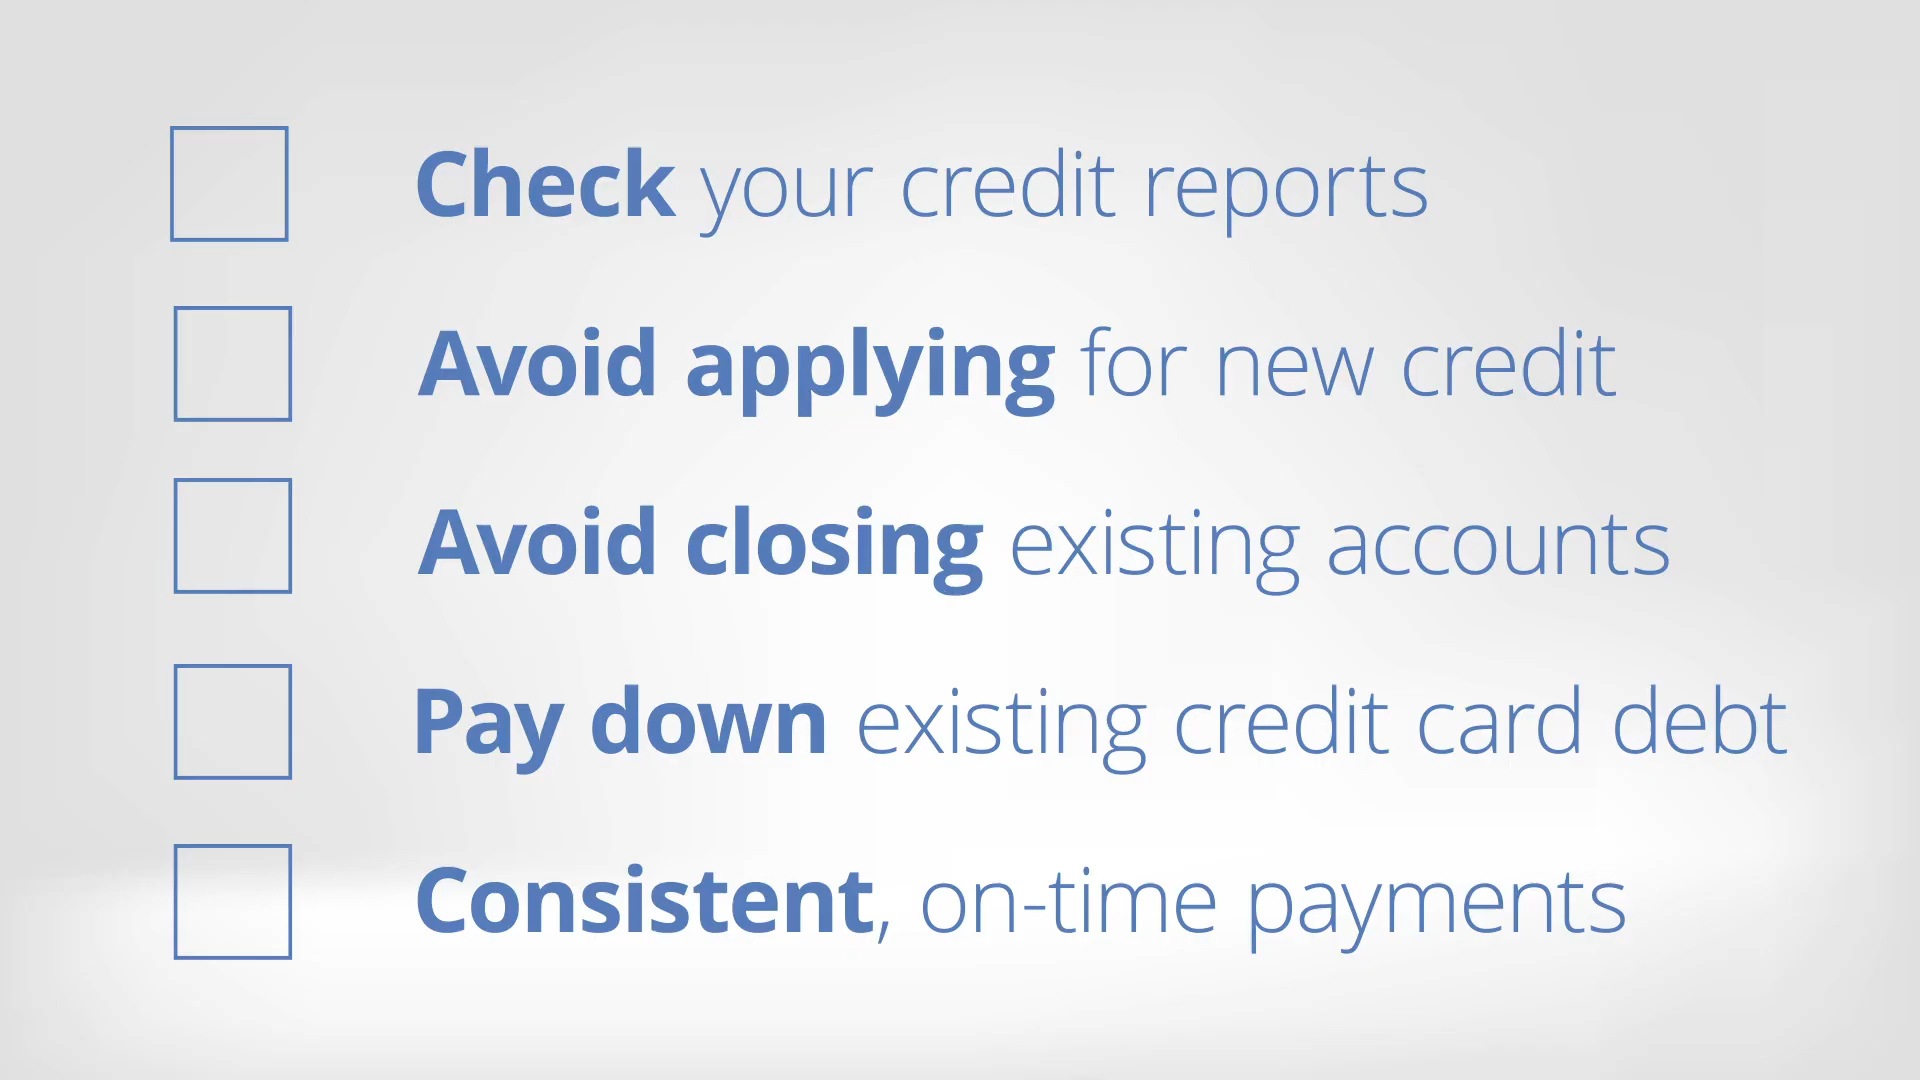 Check your credit reports
Avoid applying for new credit
Avoid closing existing accounts
Pay down existing credit card debt
Consistent, on-time payments